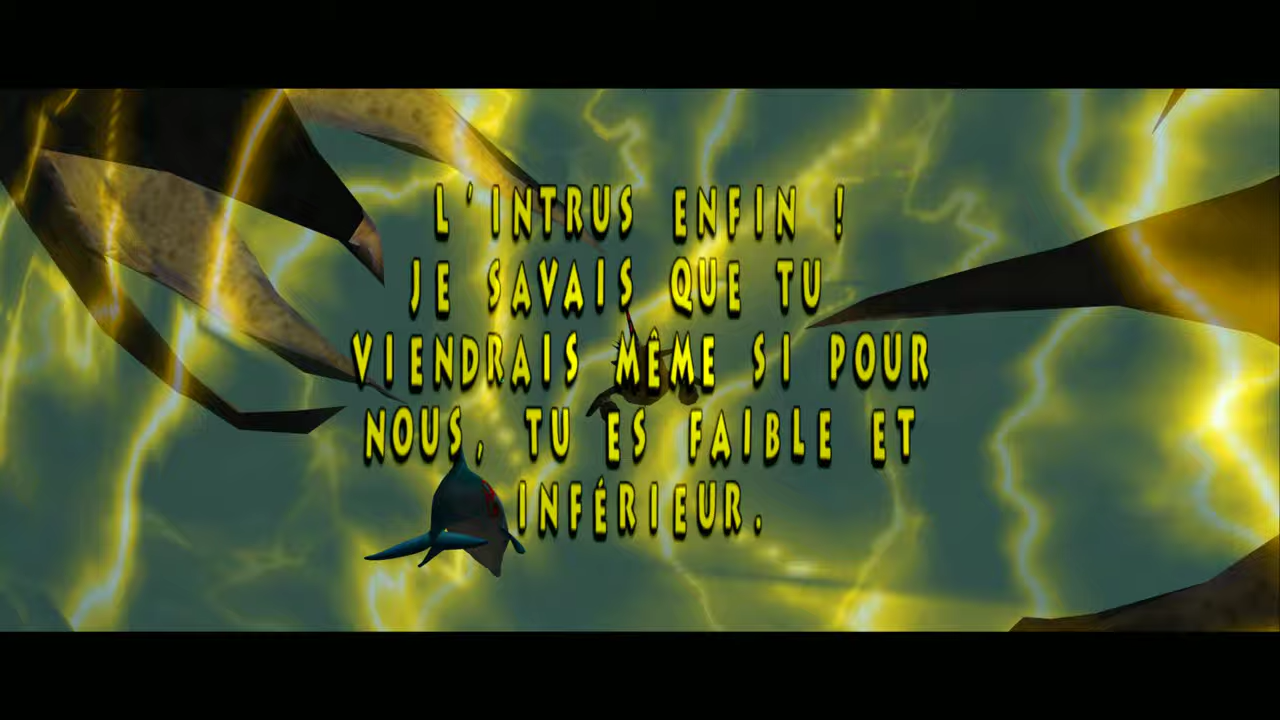 L'INTRUS ENFIN !
JE SAVAIS QUE TU
VIENDRAIS MÊME SI POUR
NOUS, TU ES FAIBLE ET
INFÉRIEUR.